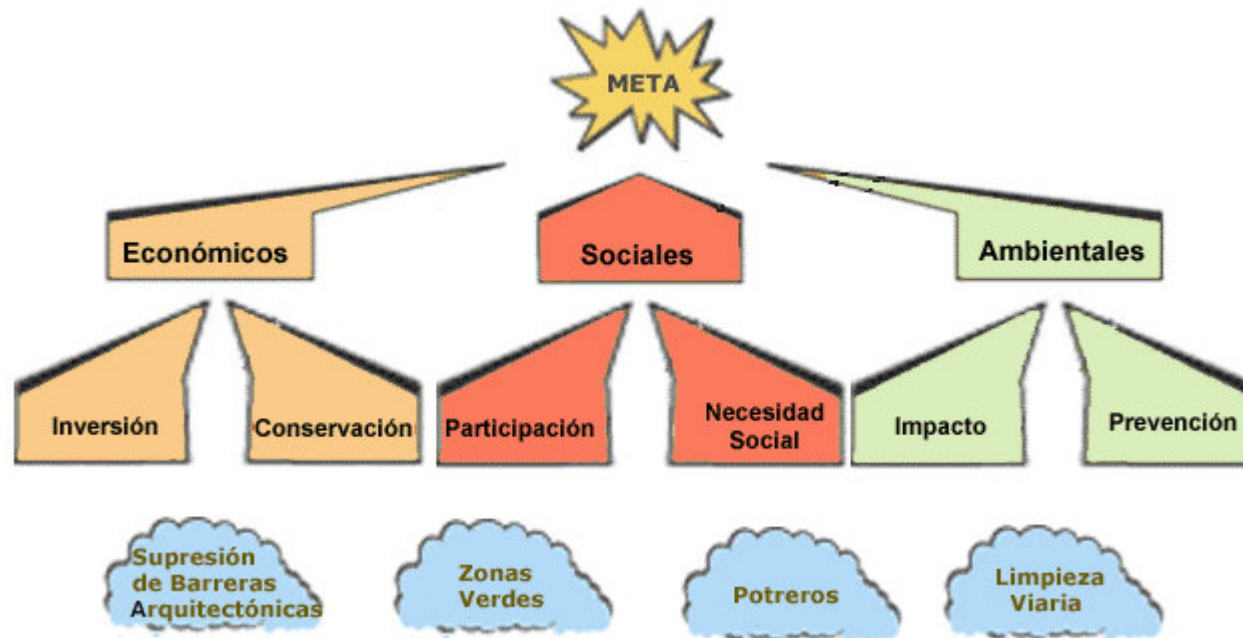 META
Económicos
Sociales
Ambientales
Inversión
Conservación
Participación
Necesidad
Social
Impacto
Prevención
Supresión
de Barreras
Arquitectónicas
Zonas
Verdes
Potreros
Limpieza
Viaria